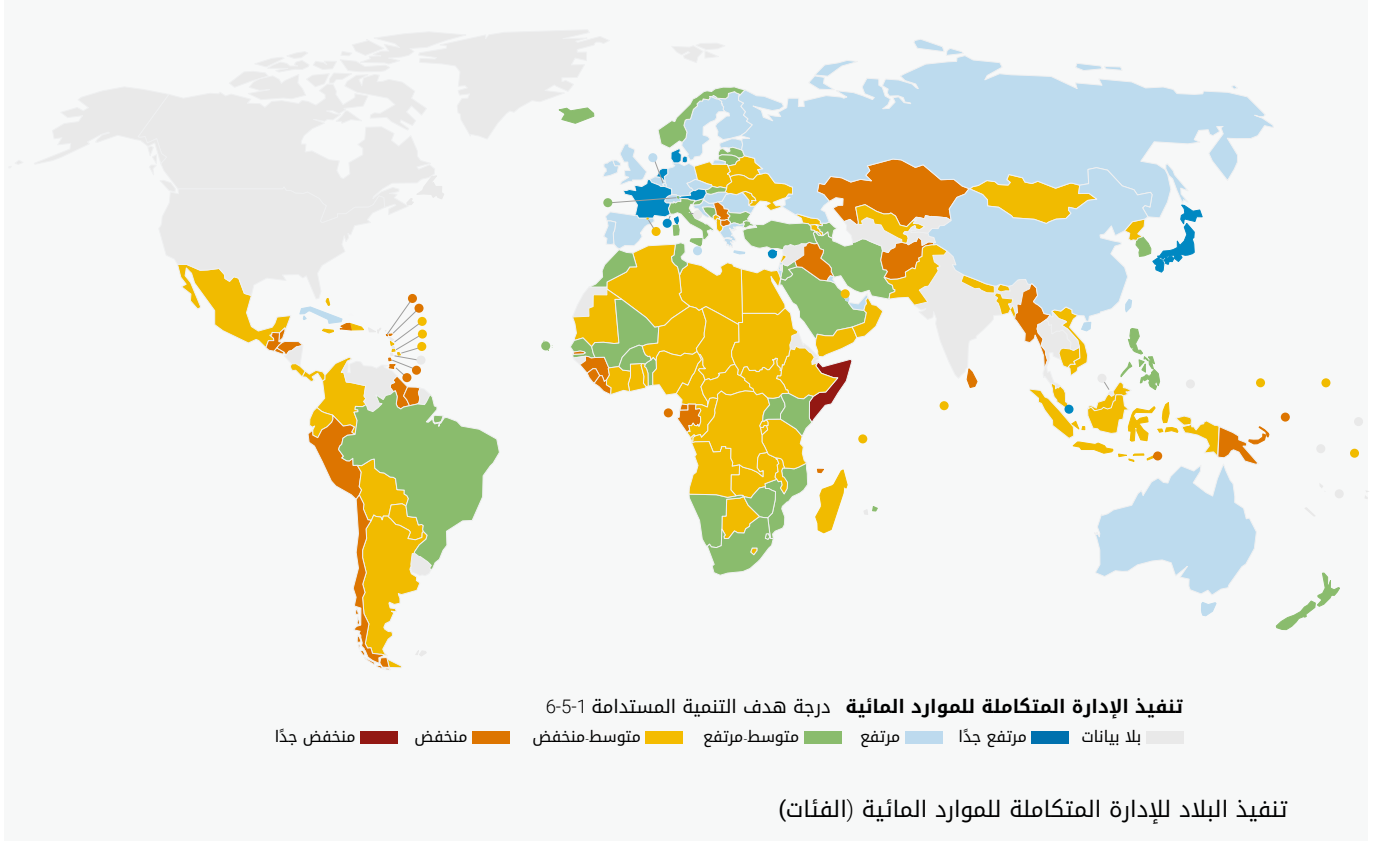 تنفيذ الإدارة المتكاملة للموارد المائية درجة هدف التنمية المستدامة 1-5-6
بلا بيانات مرتفع جدًا مرتفع متوسط-مرتفع متوسط-منخفض منخفض منخفض جدًا
تنفيذ البلاد للإدارة المتكاملة للموارد المائية (الفئات)